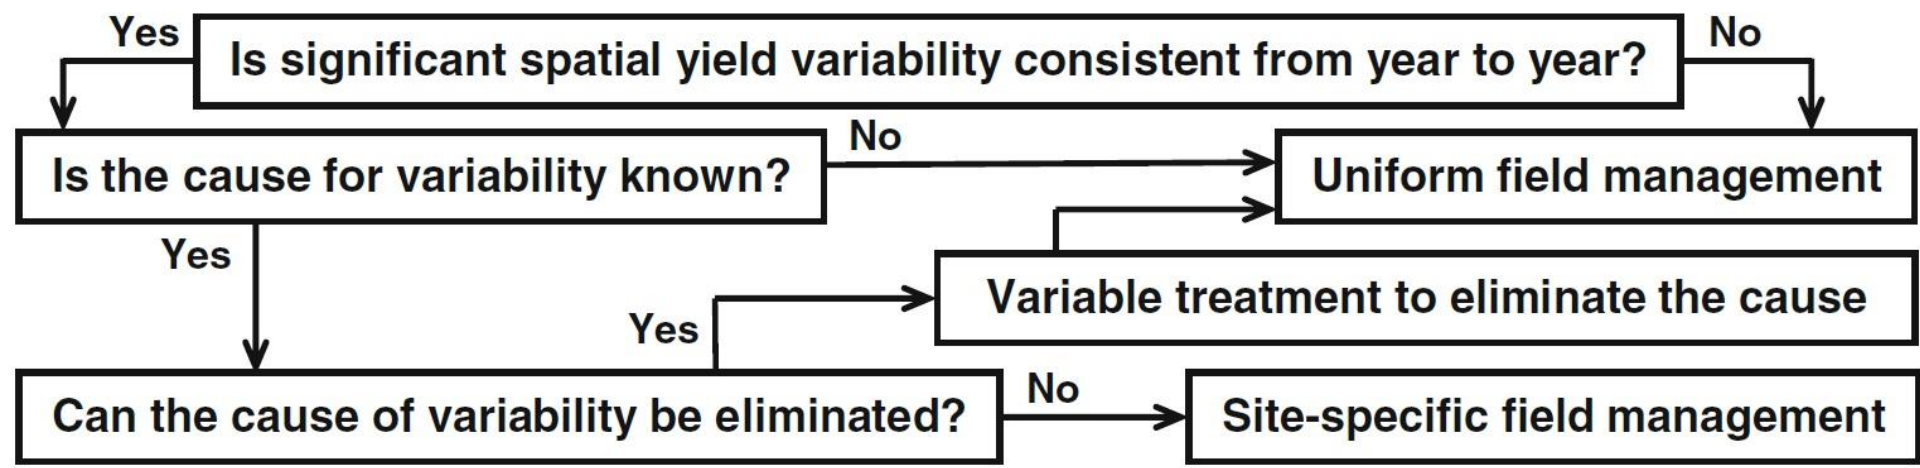 Yes
Is significant spatial yield variability consistent from year to year?
No
Is the cause for variability known?
No
Uniform field management
Yes
Variable treatment to eliminate the cause
Yes
Can the cause of variability be eliminated?
No
Site-specific field management